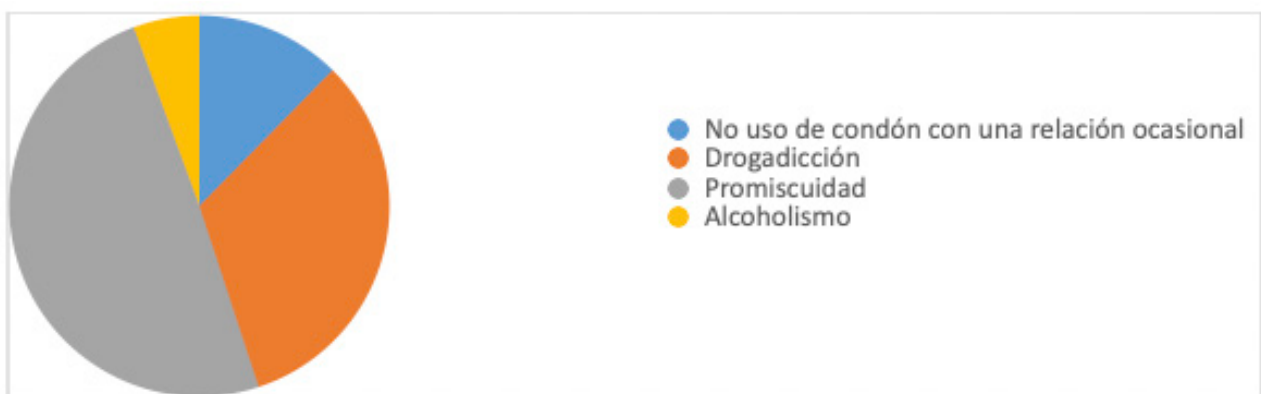 No uso de condón con una relación ocasional
Drogadicción
Promiscuidad
Alcoholismo